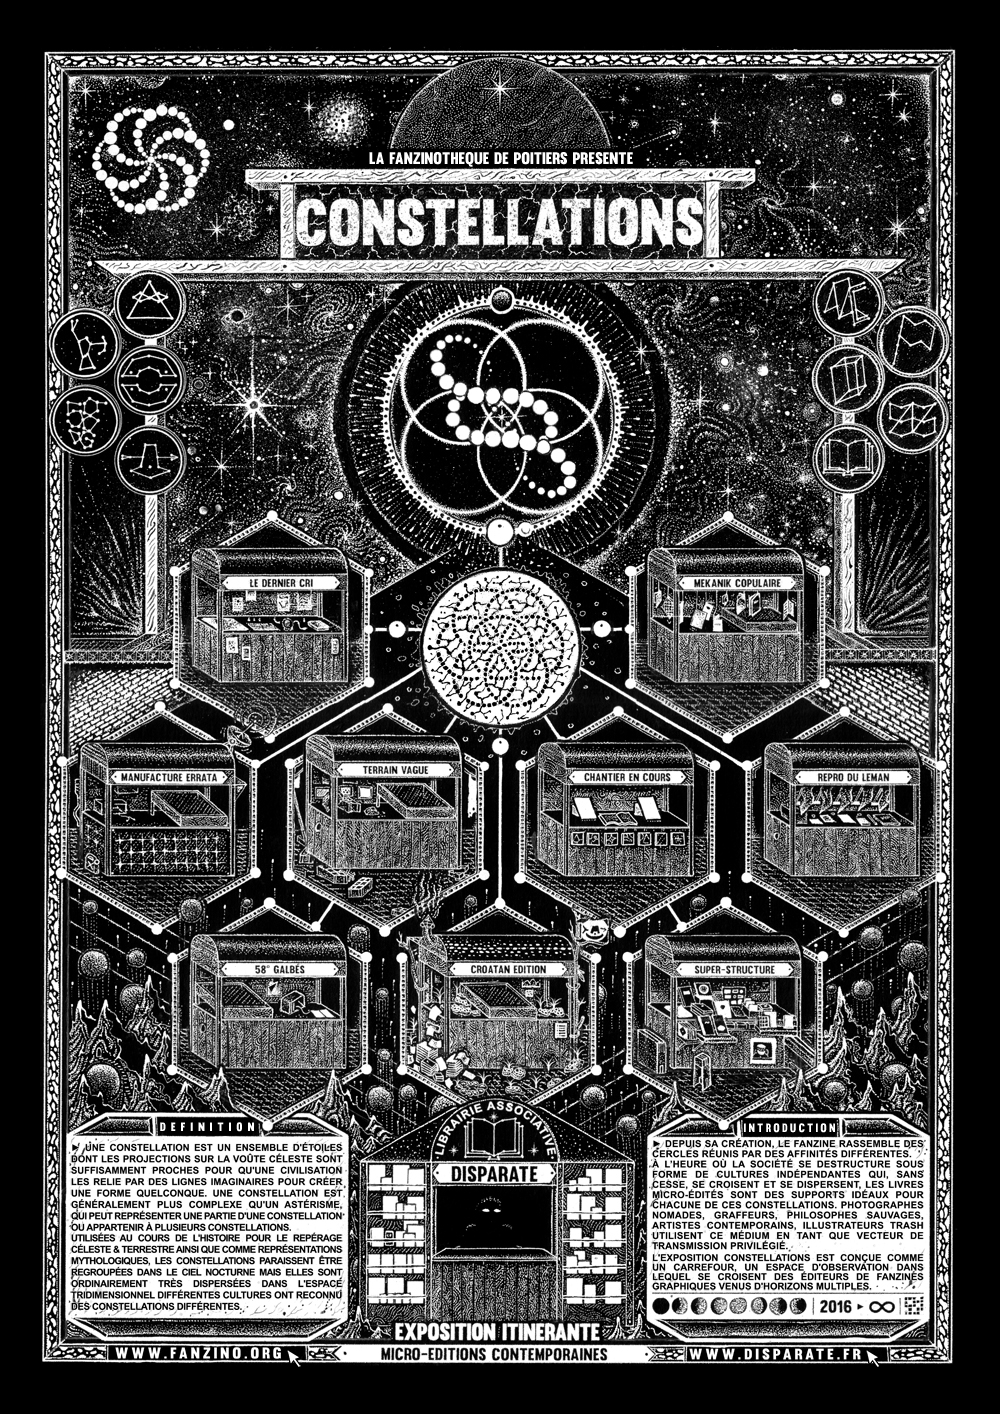 LA FANZINOTHEQUE DE POITIERS PRESENTE
CONSTELLATIONS
LE DERNIER CRI
MEKANIK COPULAIRE
MANUFACTURE ERRATA
TERRAIN VAGUE
CHANTIER EN COURS
REPRO DU LEMAN
58° GALBÉS
CROATAN EDITION
SUPER-STRUCTURE
DEFINITION
UNE CONSTELLATION EST UN ENSEMBLE D'ÉTOILES
DONT LES PROJECTIONS SUR LA VOÛTE CÉLESTE SONT
SUFFISAMMENT PROCHES POUR QU'UNE CIVILISATION
LES RELIE PAR DES LIGNES IMAGINAIRES POUR CRÉER
UNE FORME QUELCONQUE. UNE CONSTELLATION EST
GÉNÉRALEMENT PLUS COMPLEXE QU'UN ASTÉRISME,
QUI PEUT REPRÉSENTER UNE PARTIE D'UNE CONSTELLATION
OU APPARTENIR À PLUSIEURS CONSTELLATIONS.
UTILISÉES AU COURS DE L'HISTOIRE POUR LE REPÉRAGE
CÉLESTE & TERRESTRE AINSI QUE COMME REPRÉSENTATIONS
MYTHOLOGIQUES, LES CONSTELLATIONS PARAISSENT ÊTRE
REGROUPÉES DANS LE CIEL NOCTURNE MAIS ELLES SONT
ORDINAIREMENT TRÈS DISPERSÉES DANS L'ESPACE
TRIDIMENSIONNEL DIFFÉRENTES CULTURES ONT RECONNU
DES CONSTELLATIONS DIFFÉRENTES.
LIBRAIRIE ASSOCIATIVE
DISPARATE
INTRODUCTION
DEPUIS SA CRÉATION, LE FANZINE RASSEMBLE DES
CERCLES RÉUNIS PAR DES AFFINITÉS DIFFÉRENTES.
À L'HEURE OÙ LA SOCIÉTÉ SE DESTRUCTURE SOUS
FORME DE CULTURES INDÉPENDANTES QUI, SANS
CESSE, SE CROISENT ET SE DISPERSENT, LES LIVRES
MICRO-ÉDITÉS SONT DES SUPPORTS IDÉAUX POUR
CHACUNE DE CES CONSTELLATIONS. PHOTOGRAPHES
NOMADES, GRAFFEURS, PHILOSOPHES SAUVAGES,
ARTISTES CONTEMPORAINS, ILLUSTRATEURS TRASH
UTILISENT CE MÉDIUM EN TANT QUE VECTEUR DE
TRANSMISSION PRIVILÉGIÉ.
L'EXPOSITION CONSTELLATIONS EST CONÇUE COMME
UN CARREFOUR, UN ESPACE D'OBSERVATION DANS
LEQUEL SE CROISENT DES ÉDITEURS DE FANZINES
GRAPHIQUES VENUS D'HORIZONS MULTIPLES.
2016 ▸ ∞
EXPOSITION ITINERANTE
WWW.FANZINO.ORG
MICRO-EDITIONS CONTEMPORAINES
WWW.DISPARATE.FR